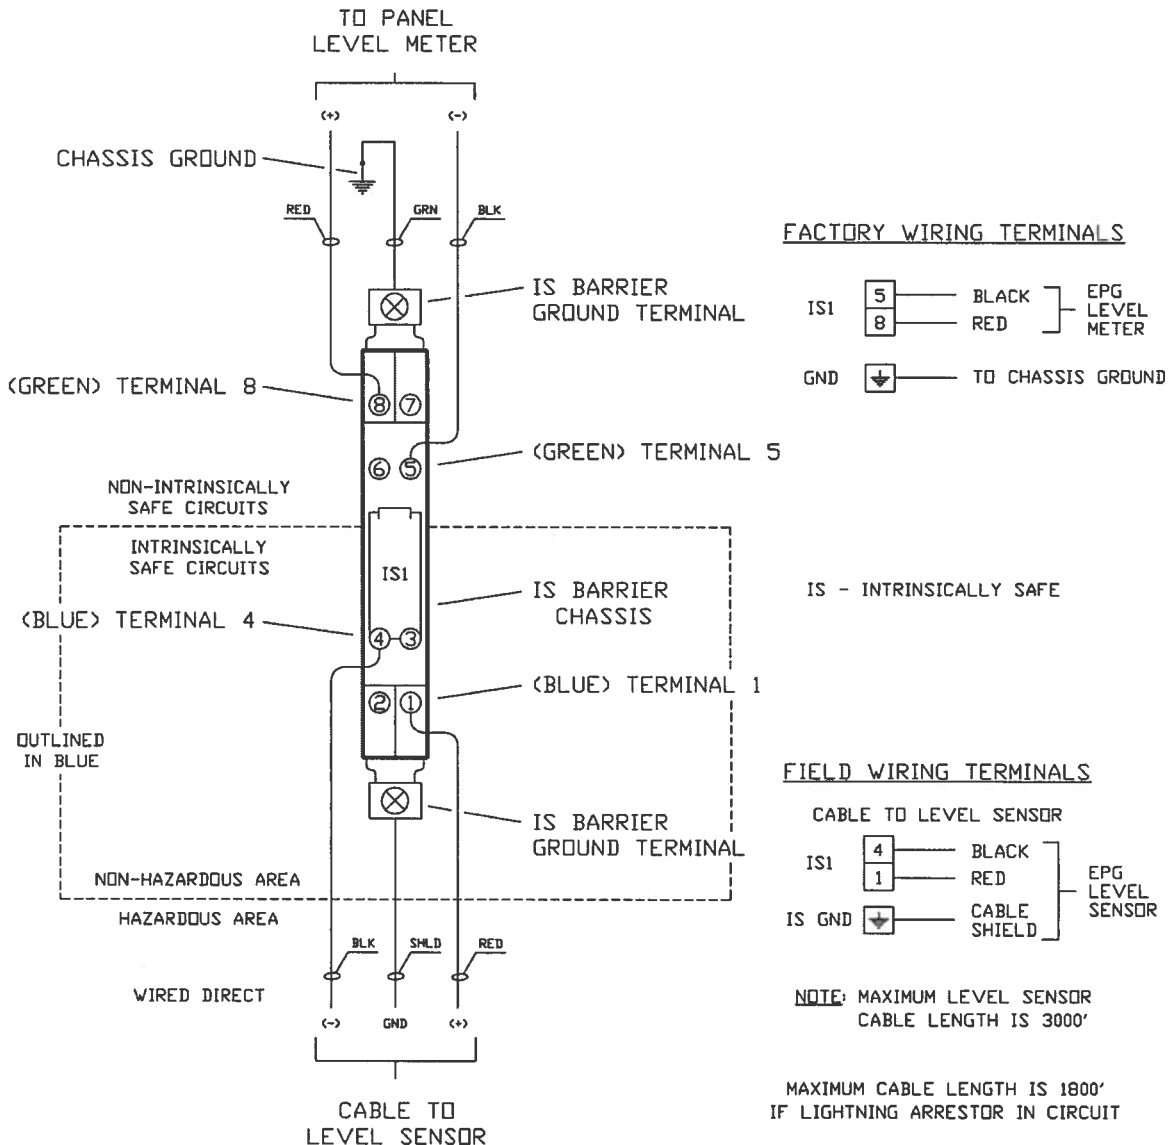 TO PANEL
LEVEL METER
(+)
(-)
CHASSIS GROUND
RED
GRN
BLK
IS BARRIER
GROUND TERMINAL
(GREEN) TERMINAL 8
8
7
(GREEN) TERMINAL 5
6
5
NON-INTRINSICALLY
SAFE CIRCUITS
INTRINSICALLY
SAFE CIRCUITS
IS1
IS BARRIER
CHASSIS
(BLUE) TERMINAL 4
4
3
(BLUE) TERMINAL 1
2
1
OUTLINED
IN BLUE
IS BARRIER
GROUND TERMINAL
NON-HAZARDOUS AREA
HAZARDOUS AREA
BLK
SHLD
RED
WIRED DIRECT
(-)
GND
(+)
CABLE TO
LEVEL SENSOR
FACTORY WIRING TERMINALS
IS1
5
BLACK
8
RED
EPG
LEVEL
METER
GND
TO CHASSIS GROUND
IS - INTRINSICALLY SAFE
FIELD WIRING TERMINALS
CABLE TO LEVEL SENSOR
IS1
4
BLACK
1
RED
IS GND
CABLE
SHIELD
EPG
LEVEL
SENSOR
NOTE: MAXIMUM LEVEL SENSOR
CABLE LENGTH IS 3000'
MAXIMUM CABLE LENGTH IS 1800'
IF LIGHTNING ARRESTOR IN CIRCUIT